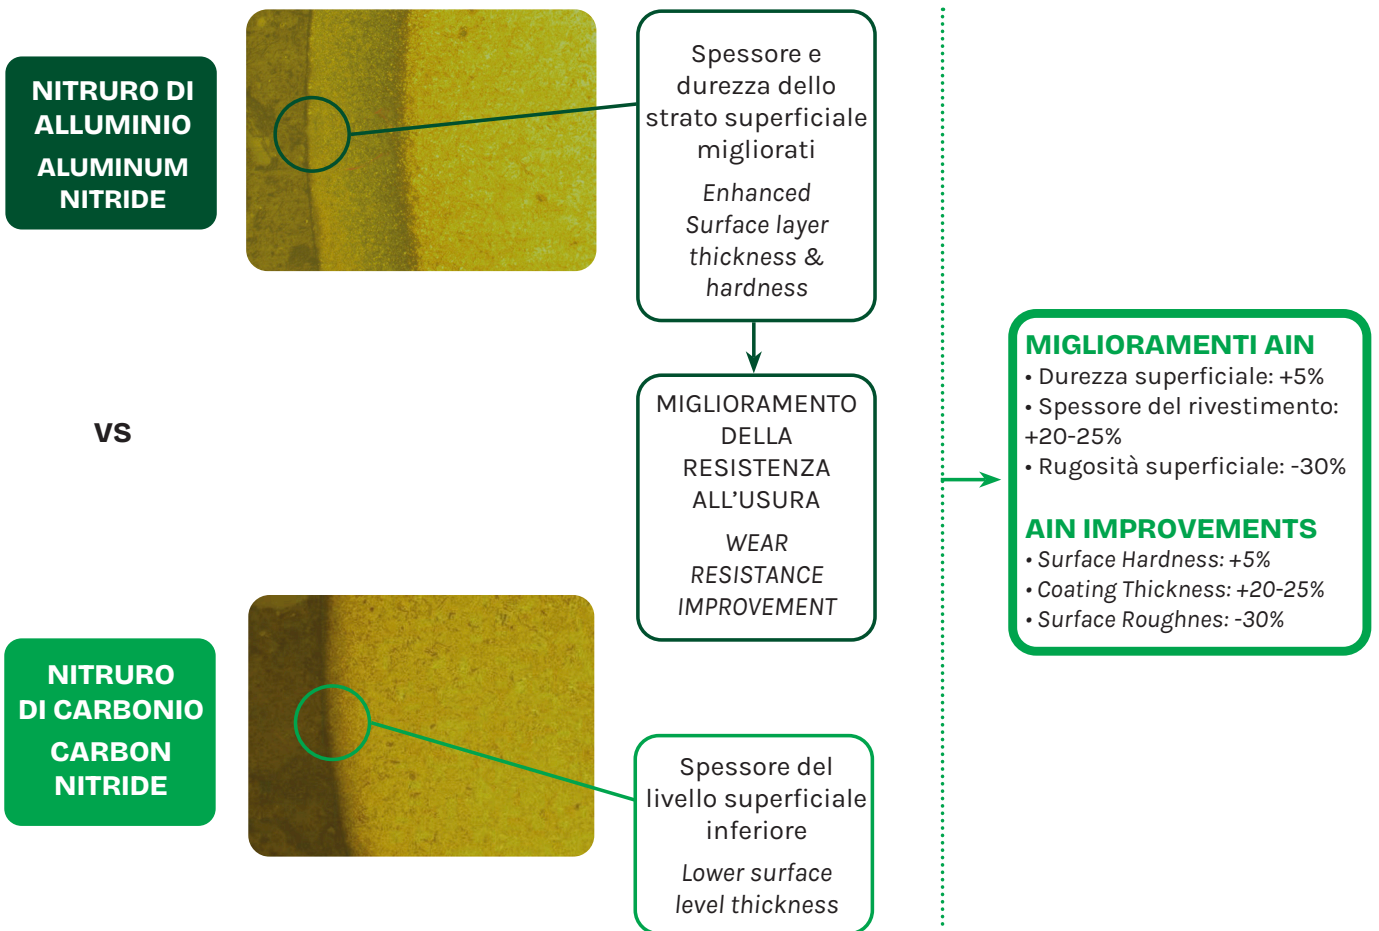 NITRURO DI
ALLUMINIO
ALUMINUM
NITRIDE
Spessore e
durezza dello
strato superficiale
migliorati
Enhanced
Surface layer
thickness &
hardness
VS
MIGLIORAMENTO
DELLA
RESISTENZA
ALL'USURA
WEAR
RESISTANCE
IMPROVEMENT
NITRURO
DI CARBONIO
CARBON
NITRIDE
Spessore del
livello superficiale
inferiore
Lower surface
level thickness
MIGLIORAMENTI AIN
• Durezza superficiale: +5%
• Spessore del rivestimento:
+20-25%
• Rugosità superficiale: -30%
AIN IMPROVEMENTS
• Surface Hardness: +5%
• Coating Thickness: +20-25%
• Surface Roughnes: -30%